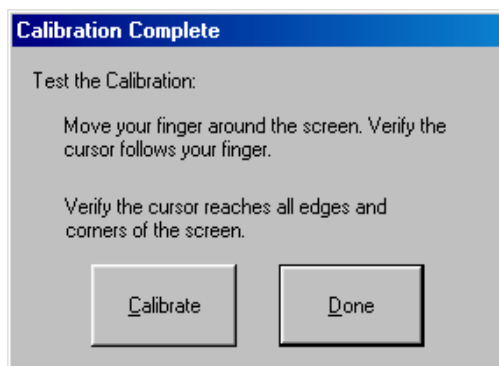 Calibration Complete
Test the Calibration:
Move your finger around the screen. Verify the
cursor follows your finger.
Verify the cursor reaches all edges and
corners of the screen.
Calibrate
Done